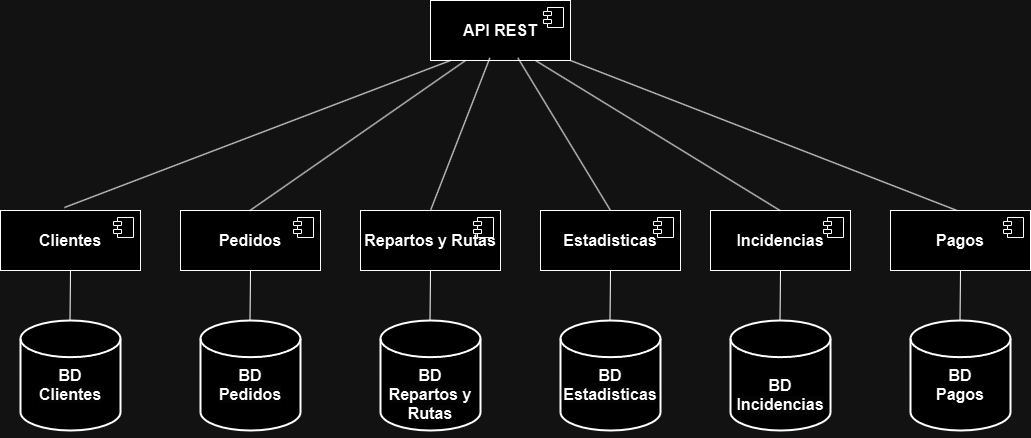 API REST
Clientes
Pedidos
Repartos y Rutas
Estadisticas
Incidencias
Pagos
BD
Clientes
BD
Pedidos
BD
Repartos y
Rutas
BD
Estadisticas
BD
Incidencias
BD
Pagos